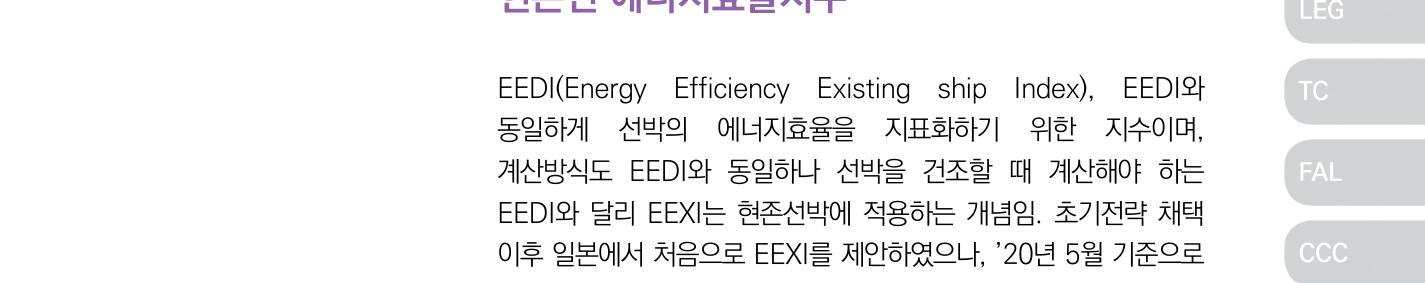 EEDI(Energy Efficiency Existing ship Index), EEDI와
동일하게 선박의 에너지효율을 지표화하기 위한 지수이며,
계산방식도 EEDI와 동일하나 선박을 건조할 때 계산해야 하는
EEDI와 달리 EEXI는 현존선박에 적용하는 개념임. 초기전략 채택
이후 일본에서 처음으로 EEXI를 제안하였으나, ’20년 5월 기준으로
LEG
TC
FAL
CCC